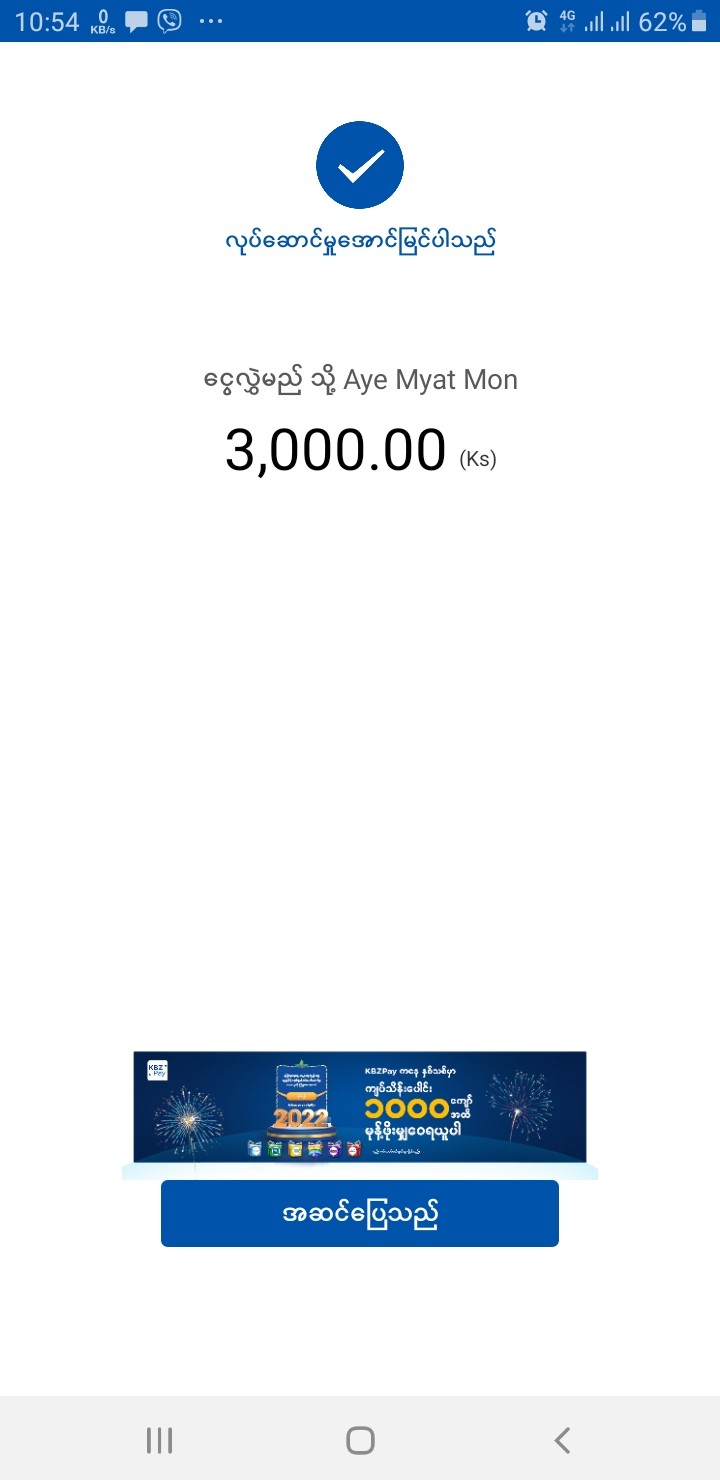 10:54 0 KB/s 4G 62%
လုပ်ဆောင်မှုအောင်မြင်ပါသည်
ငွေလွှဲမည် သို့ Aye Myat Mon
3,000.00 (Ks)
KBZ Pay
2022
KBZPay ကနေ နှစ်သစ်မှာ
ကျပ်သိန်းပေါင်း
၁၀၀၀ ကျော် အထိ
မုန့်ဖိုးမျှဝေရယူပါ
အဆင်ပြေသည်